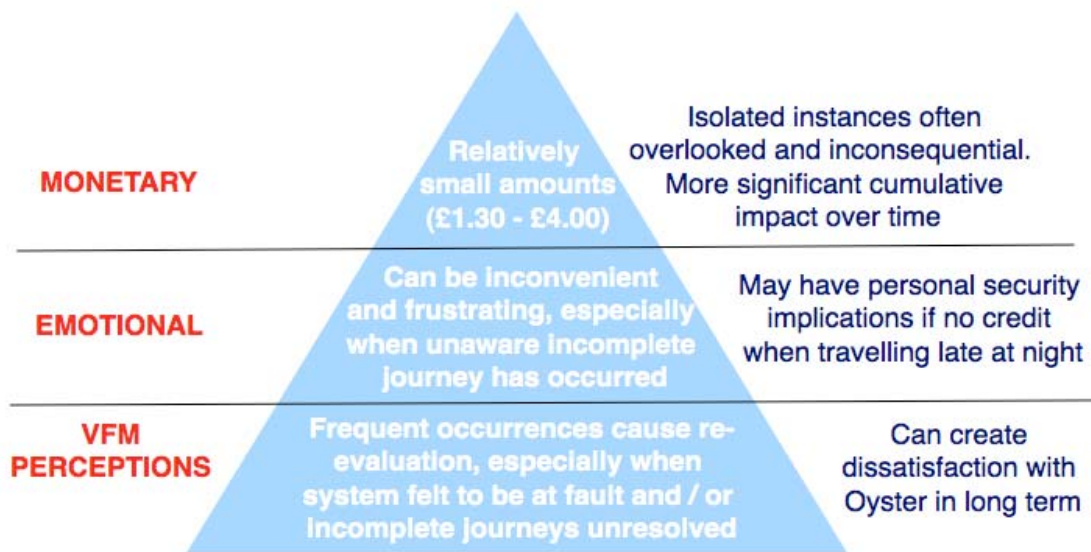 MONETARY
Relatively
small amounts
(£1.30 - £4.00)
Isolated instances often
overlooked and inconsequential.
More significant cumulative
impact over time
EMOTIONAL
Can be inconvenient
and frustrating, especially
when unaware incomplete
journey has occurred
May have personal security
implications if no credit
when travelling late at night
VFM
PERCEPTIONS
Frequent occurrences cause re-
evaluation, especially when
system felt to be at fault and / or
Incomplete journeys unresolved
Can create
dissatisfaction with
Oyster in long term